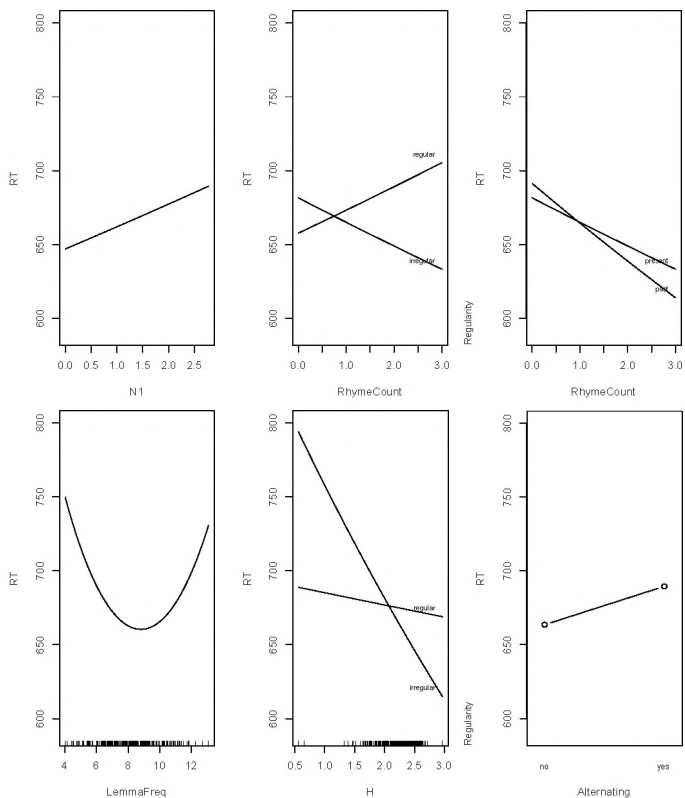 800
750
700
650
600
RT
0.0 0.5 1.0 1.5 2.0 2.5
N1
800
750
700
650
600
RT
regular
irregular
0.0 1.0 2.0 3.0
RhymeCount
Regularity
800
750
700
650
600
RT
present
past
0.0 1.0 2.0 3.0
RhymeCount
800
750
700
650
600
RT
4 6 8 10 12
LemmaFreq
800
750
700
650
600
RT
regular
irregular
0.5 1.0 1.5 2.0 2.5 3.0
H
Regularity
800
750
700
650
600
RT
no yes
Alternating